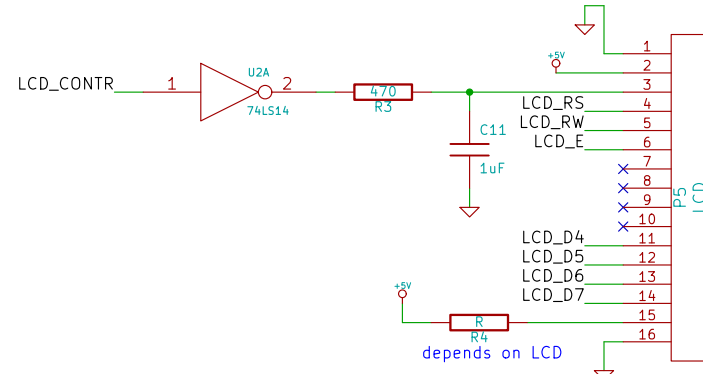 1
+5V
2
U2A
LCD_CONTR 1 2 470 3
R3
74LS14
LCD_RS 4
LCD_RW 5
C11
LCD_E 6
1uF
7
8
9
10
P5
LCD
LCD_D4 11
LCD_D5 12
LCD_D6 13
LCD_D7 14
+5V
R 15
R4
16
depends on LCD